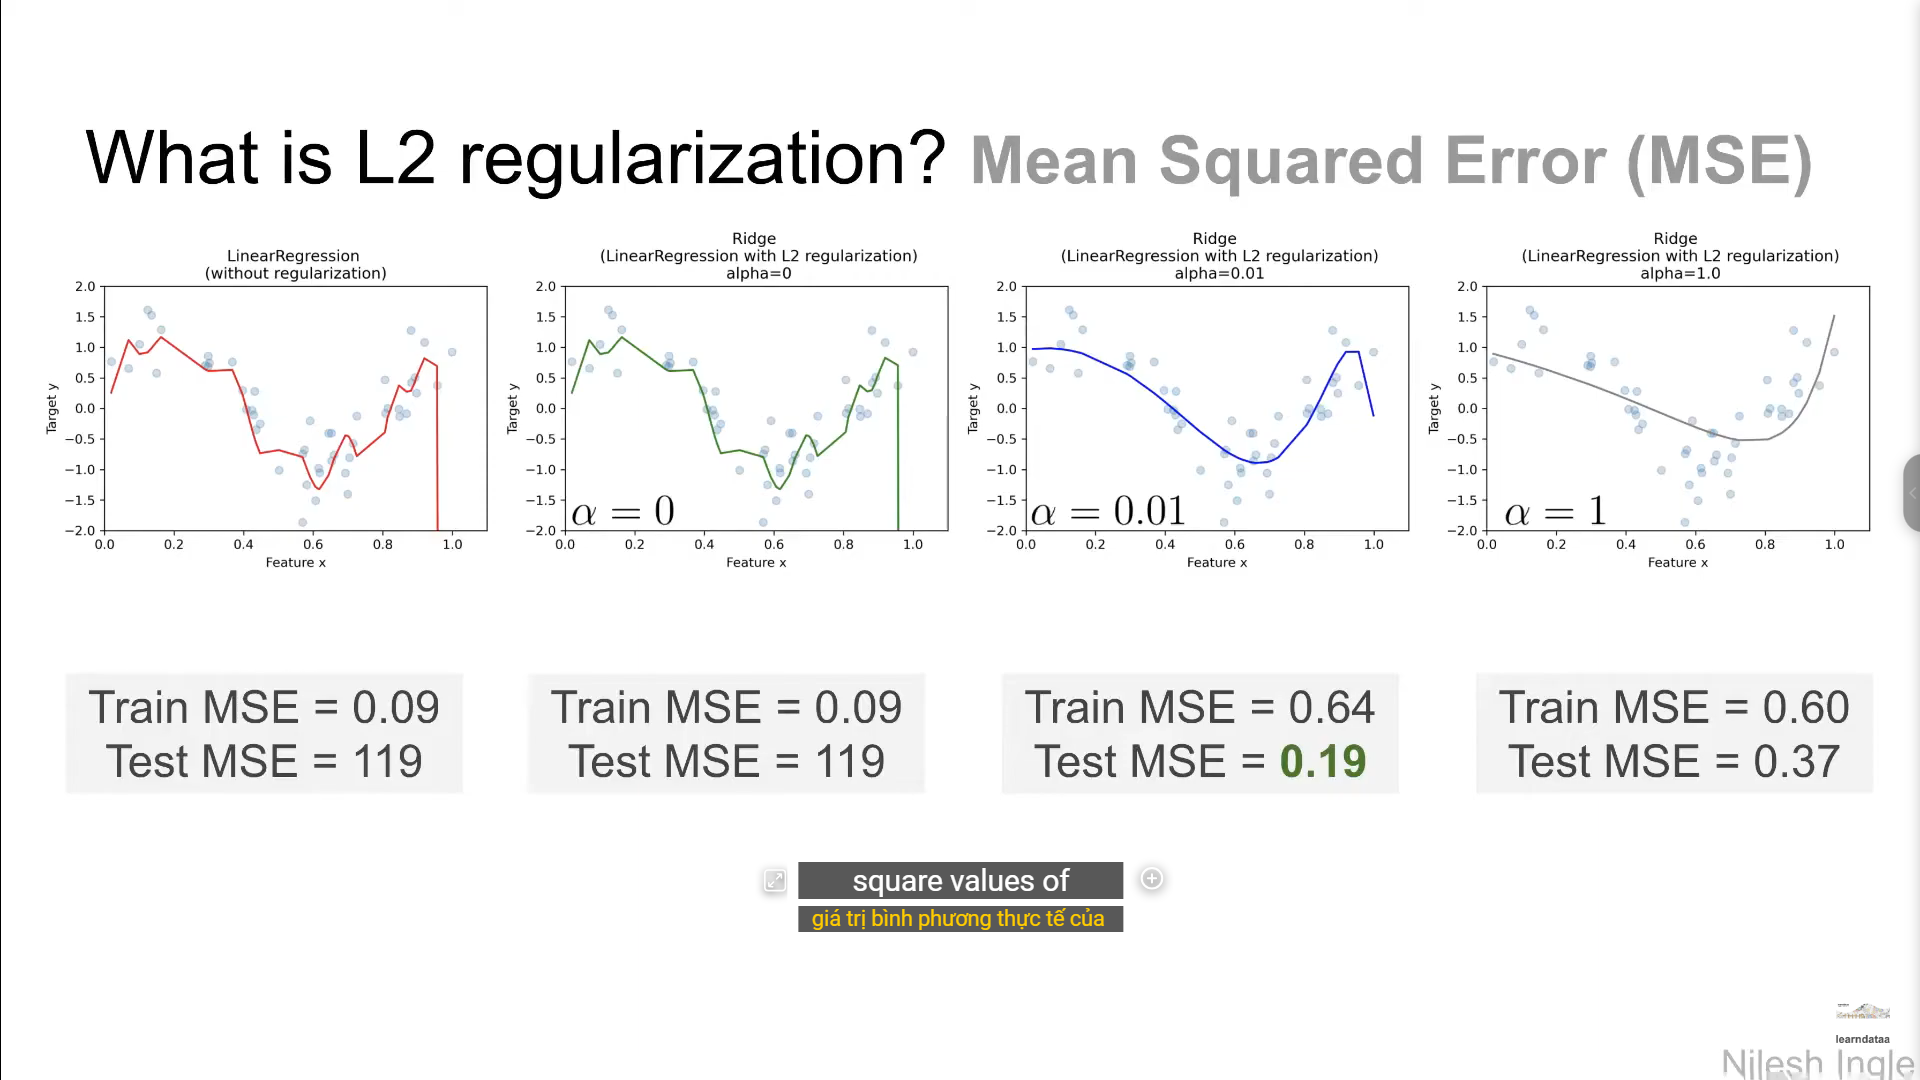 What is L2 regularization? Mean Squared Error (MSE)
LinearRegression
(without regularization)
2.0
1.5
1.0
0.5
0.0
−0.5
−1.0
−1.5
−2.0
Target y
0.0 0.2 0.4 0.6 0.8 1.0
Feature x
Ridge
(LinearRegression with L2 regularization)
alpha=0
2.0
1.5
1.0
0.5
0.0
−0.5
−1.0
−1.5
−2.0
Target y
α = 0
0.0 0.2 0.4 0.6 0.8 1.0
Feature x
Ridge
(LinearRegression with L2 regularization)
alpha=0.01
2.0
1.5
1.0
0.5
0.0
−0.5
−1.0
−1.5
−2.0
Target y
α = 0.01
0.0 0.2 0.4 0.6 0.8 1.0
Feature x
Ridge
(LinearRegression with L2 regularization)
alpha=1.0
2.0
1.5
1.0
0.5
0.0
−0.5
−1.0
−1.5
−2.0
Target y
α = 1
0.0 0.2 0.4 0.6 0.8 1.0
Feature x
Train MSE = 0.09
Test MSE = 119
Train MSE = 0.09
Test MSE = 119
Train MSE = 0.64
Test MSE = 0.19
Train MSE = 0.60
Test MSE = 0.37
square values of
giá trị bình phương thực tế của
learndataa
Nilesh Ingle